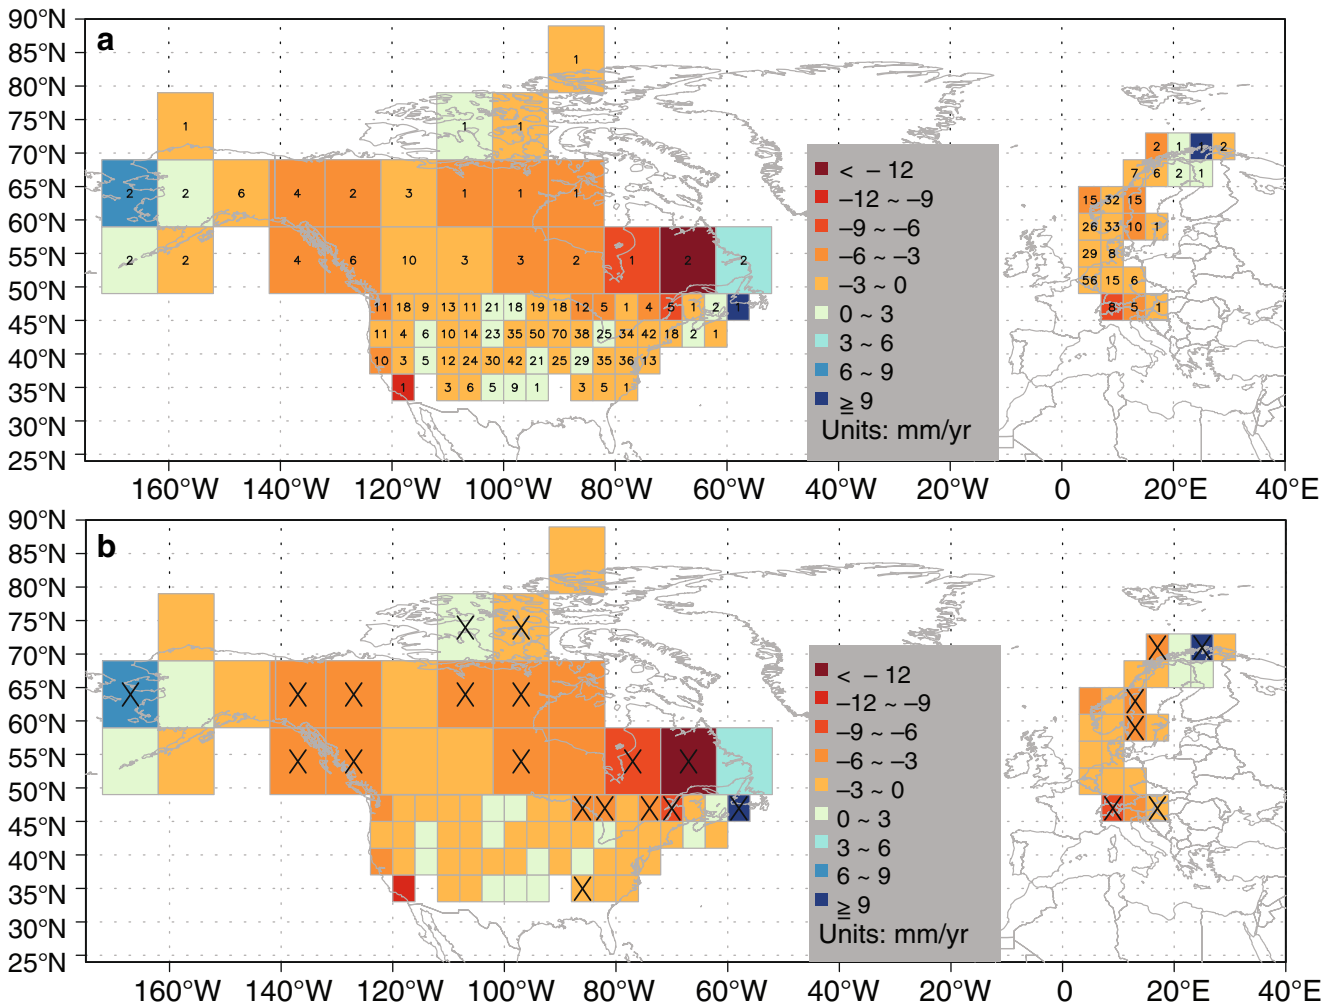 90°N
a
85°N
1
80°N
75°N
1 1 1
70°N
2 1 1 2
7 6 2 1
65°N
2 2 6 4 2 3 1 1 1
15 32 15
60°N
26 33 10 1
55°N
2 2 4 6 10 3 3 2 1 2 2
29 8
50°N
56 15 6
11 18 9 13 11 21 18 19 18 12 5 1 4 5 1 2 1
8 5 1
45°N
11 4 6 10 14 23 35 50 70 38 25 34 42 18 2 1
40°N
10 3 5 12 24 30 42 21 25 29 35 36 13
35°N
1 3 6 5 9 1 3 5 1
30°N
25°N
< − 12
−12 ~ −9
−9 ~ −6
−6 ~ −3
−3 ~ 0
0 ~ 3
3 ~ 6
6 ~ 9
≧ 9
Units: mm/yr
160°W 140°W 120°W 100°W 80°W 60°W 40°W 20°W 0 20°E 40°E
90°N
b
85°N
80°N
75°N
70°N
65°N
60°N
55°N
50°N
45°N
40°N
35°N
30°N
25°N
< − 12
−12 ~ −9
−9 ~ −6
−6 ~ −3
−3 ~ 0
0 ~ 3
3 ~ 6
6 ~ 9
≧ 9
Units: mm/yr
160°W 140°W 120°W 100°W 80°W 60°W 40°W 20°W 0 20°E 40°E